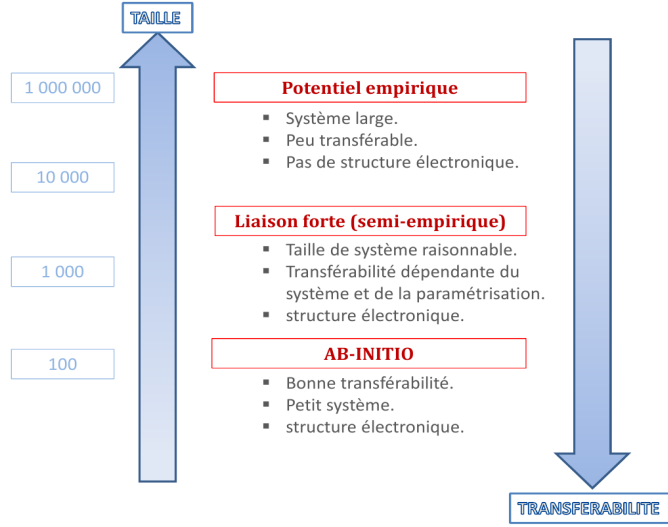 TAILLE
1 000 000
Potentiel empirique
▪ Système large.
▪ Peu transférable.
▪ Pas de structure électronique.
10 000
Liaison forte (semi-empirique)
▪ Taille de système raisonnable.
▪ Transférabilité dépendante du
système et de la paramétrisation.
▪ structure électronique.
1 000
AB-INITIO
▪ Bonne transférabilité.
▪ Petit système.
▪ structure électronique.
100
TRANSFERABILITE